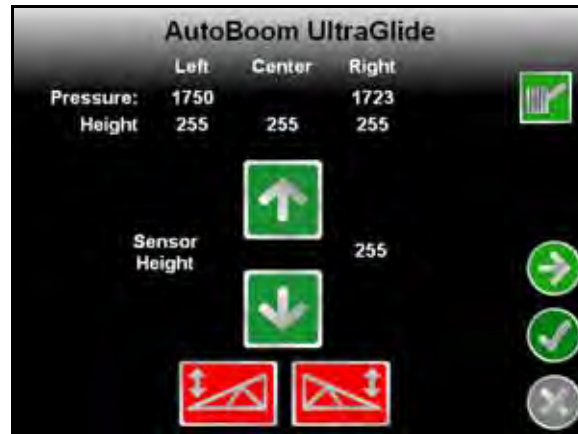 AutoBoom UltraGlide
Left Center Right
Pressure: 1750 1723
Height 255 255 255
Sensor
Height 255